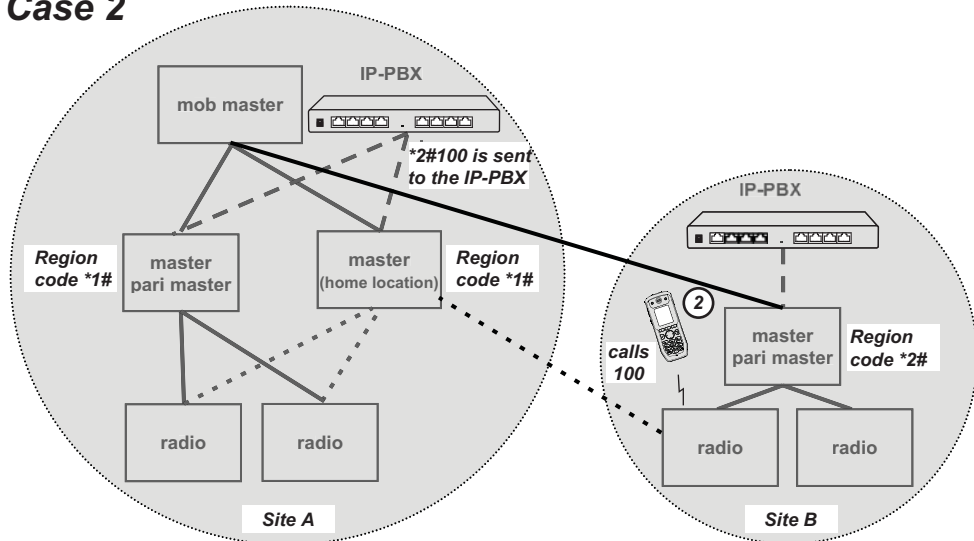 Case 2
IP-PBX
mob master
*2#100 is sent
to the IP-PBX
IP-PBX
Region
code *1#
master
pari master
master
(home location)
Region
code *1#
2
calls
100
master
pari master
Region
code *2#
radio
radio
radio
radio
Site A
Site B